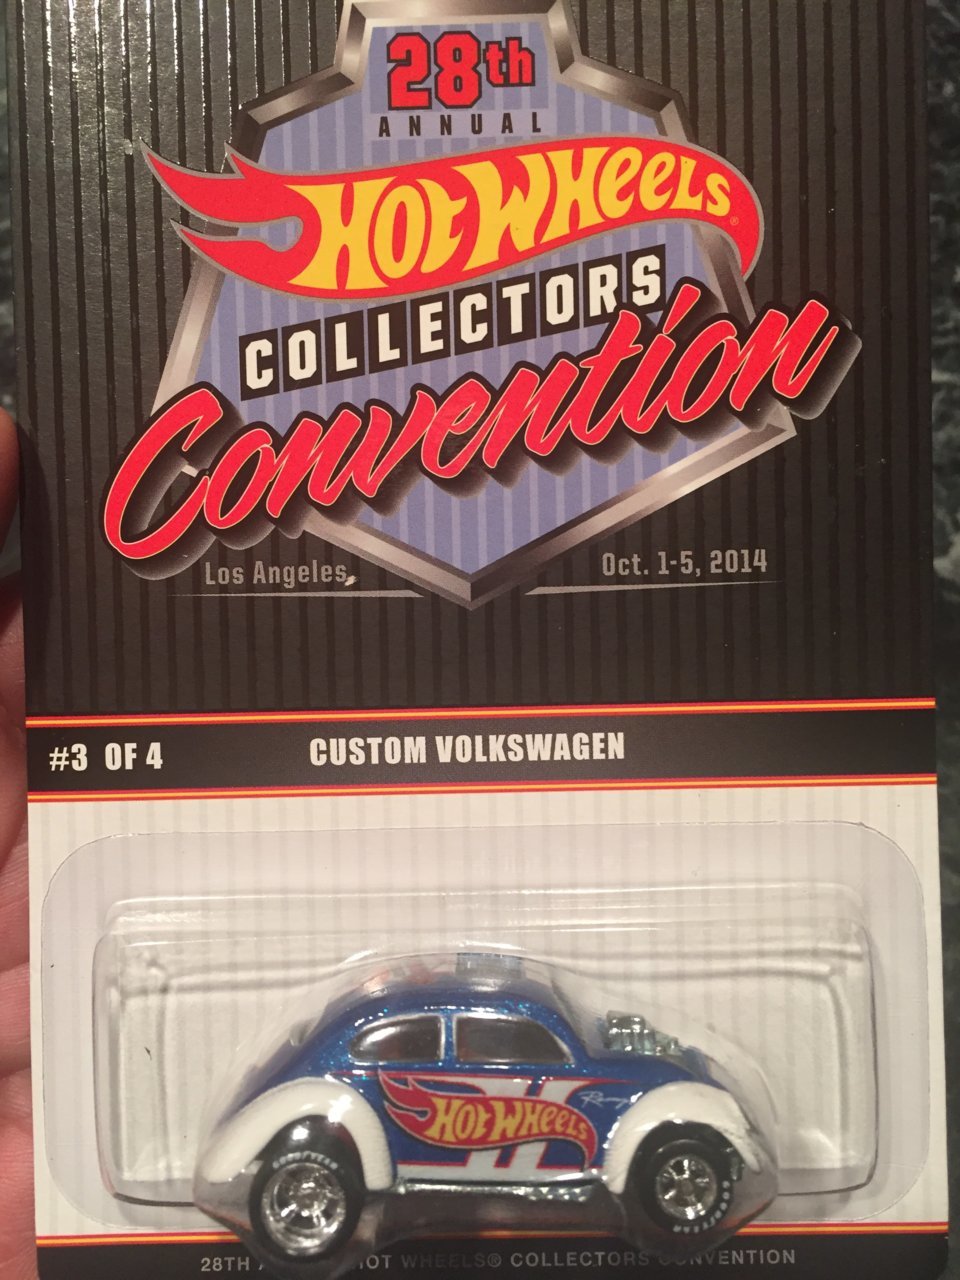 28th
ANNUAL
HOT WHEELS®
COLLECTORS
Convention
Los Angeles, Oct. 1-5, 2014
#3 OF 4 CUSTOM VOLKSWAGEN
HOT WHEELS
GOODYEAR
GOODYEAR
28TH HOT WHEELS® COLLECTORS CONVENTION